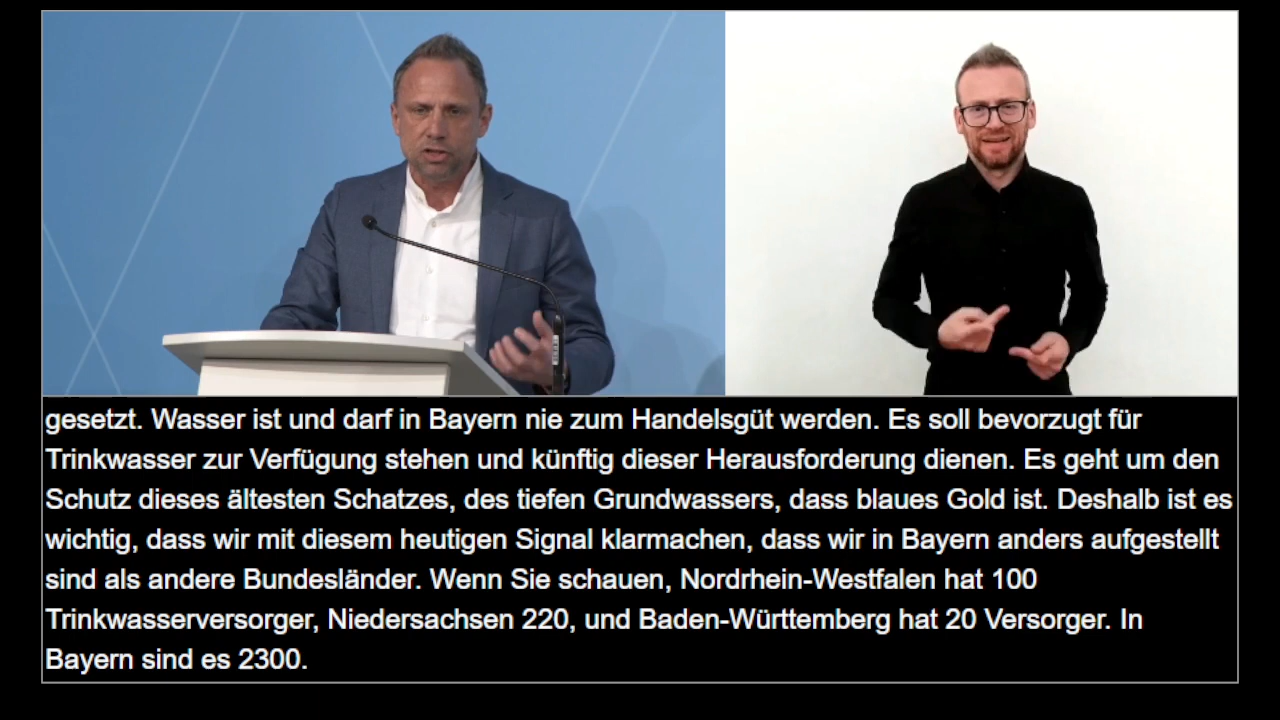 gesetzt. Wasser ist und darf in Bayern nie zum Handelsgüt werden. Es soll bevorzugt für
Trinkwasser zur Verfügung stehen und künftig dieser Herausforderung dienen. Es geht um den
Schutz dieses ältesten Schatzes, des tiefen Grundwassers, dass blaues Gold ist. Deshalb ist es
wichtig, dass wir mit diesem heutigen Signal klarmachen, dass wir in Bayern anders aufgestellt
sind als andere Bundesländer. Wenn Sie schauen, Nordrhein-Westfalen hat 100
Trinkwasserversorger, Niedersachsen 220, und Baden-Württemberg hat 20 Versorger. In
Bayern sind es 2300.